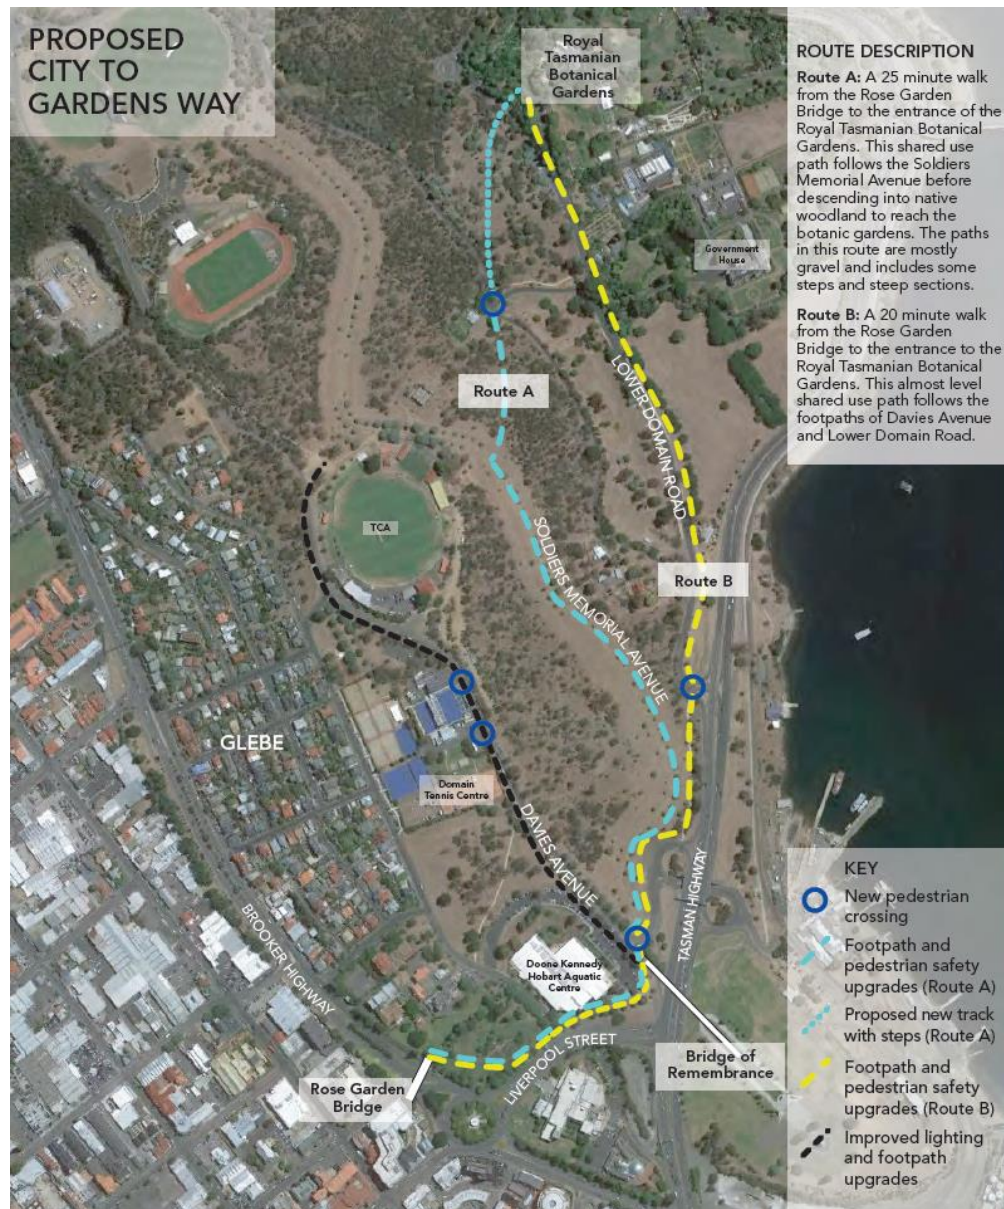 PROPOSED
CITY TO
GARDENS WAY
Royal
Tasmanian
Botanical
Gardens
ROUTE DESCRIPTION
Route A: A 25 minute walk
from the Rose Garden
Bridge to the entrance of the
Royal Tasmanian Botanical
Gardens. This shared use
path follows the Soldiers
Memorial Avenue before
descending into native
woodland to reach the
botanic gardens. The paths
in this route are mostly
gravel and includes some
steps and steep sections.
Route B: A 20 minute walk
from the Rose Garden
Bridge to the entrance to the
Royal Tasmanian Botanical
Gardens. This almost level
shared use path follows the
footpaths of Davies Avenue
and Lower Domain Road.
Government
House
Route A
LOWER DOMAIN ROAD
TCA
SOLDIERS MEMORIAL AVENUE
Route B
GLEBE
Domain
Tennis Centre
DAVIES AVENUE
TASMAN HIGHWAY
BROOKER HIGHWAY
Doone Kennedy
Hobart Aquatic
Centre
LIVERPOOL STREET
Bridge of
Remembrance
Rose Garden
Bridge
KEY
New pedestrian
crossing
Footpath and
pedestrian safety
upgrades (Route A)
Proposed new track
with steps (Route A)
Footpath and
pedestrian safety
upgrades (Route B)
Improved lighting
and footpath
upgrades